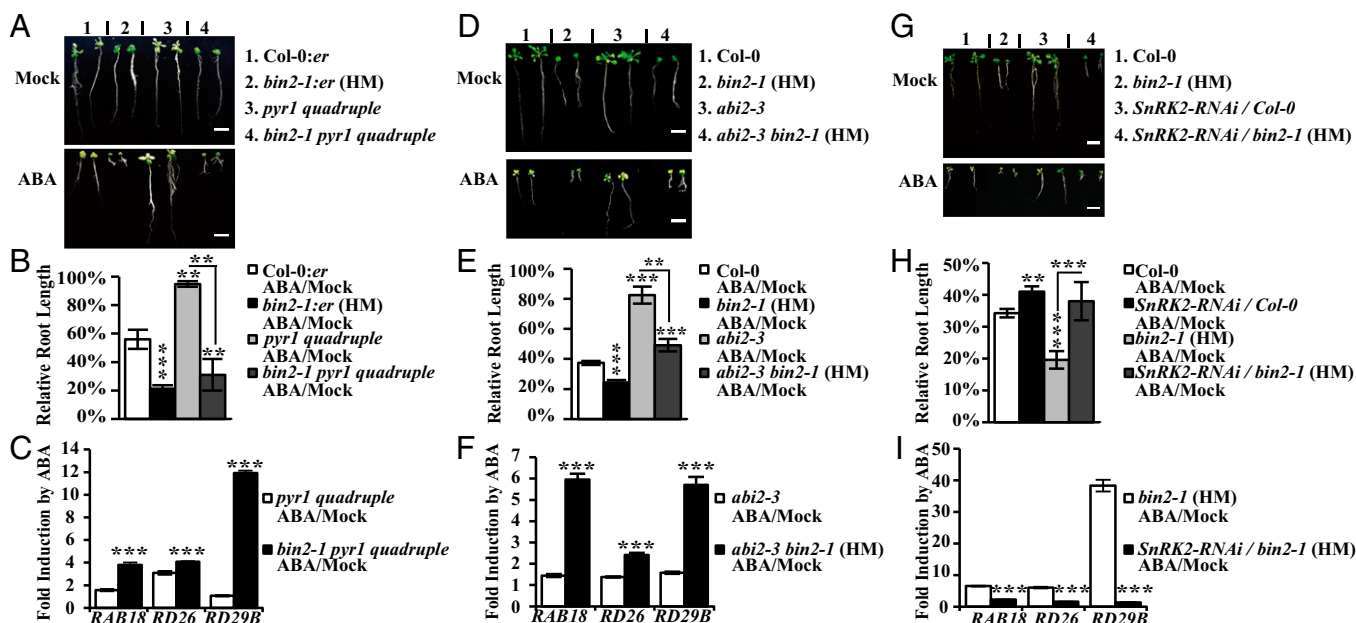 A
1 | 2 | 3 | 4
Mock
ABA
1. Col-0:er
2. bin2-1:er (HM)
3. pyr1 quadruple
4. bin2-1 pyr1 quadruple
B
Relative Root Length
100%
80%
60%
40%
20%
0%
***
**
**
**
Col-0:er
ABA/Mock
bin2-1:er (HM)
ABA/Mock
pyr1 quadruple
ABA/Mock
bin2-1 pyr1 quadruple
ABA/Mock
C
Fold Induction by ABA
14
12
10
8
6
4
2
0
***
***
***
RAB18 RD26 RD29B
pyr1 quadruple
ABA/Mock
bin2-1 pyr1 quadruple
ABA/Mock
D
1 | 2 | 3 | 4
Mock
ABA
1. Col-0
2. bin2-1 (HM)
3. abi2-3
4. abi2-3 bin2-1 (HM)
E
Relative Root Length
100%
80%
60%
40%
20%
0%
***
***
**
***
Col-0
ABA/Mock
bin2-1 (HM)
ABA/Mock
abi2-3
ABA/Mock
abi2-3 bin2-1 (HM)
ABA/Mock
F
Fold Induction by ABA
7
6
5
4
3
2
1
0
***
***
***
RAB18 RD26 RD29B
abi2-3
ABA/Mock
abi2-3 bin2-1 (HM)
ABA/Mock
G
1 | 2 | 3 | 4
Mock
ABA
1. Col-0
2. bin2-1 (HM)
3. SnRK2-RNAi / Col-0
4. SnRK2-RNAi / bin2-1 (HM)
H
Relative Root Length
50%
40%
30%
20%
10%
0%
**
***
***
Col-0
ABA/Mock
SnRK2-RNAi / Col-0
ABA/Mock
bin2-1 (HM)
ABA/Mock
SnRK2-RNAi / bin2-1 (HM)
ABA/Mock
I
Fold Induction by ABA
50
40
30
20
10
0
***
***
***
RAB18 RD26 RD29B
bin2-1 (HM)
ABA/Mock
SnRK2-RNAi / bin2-1 (HM)
ABA/Mock